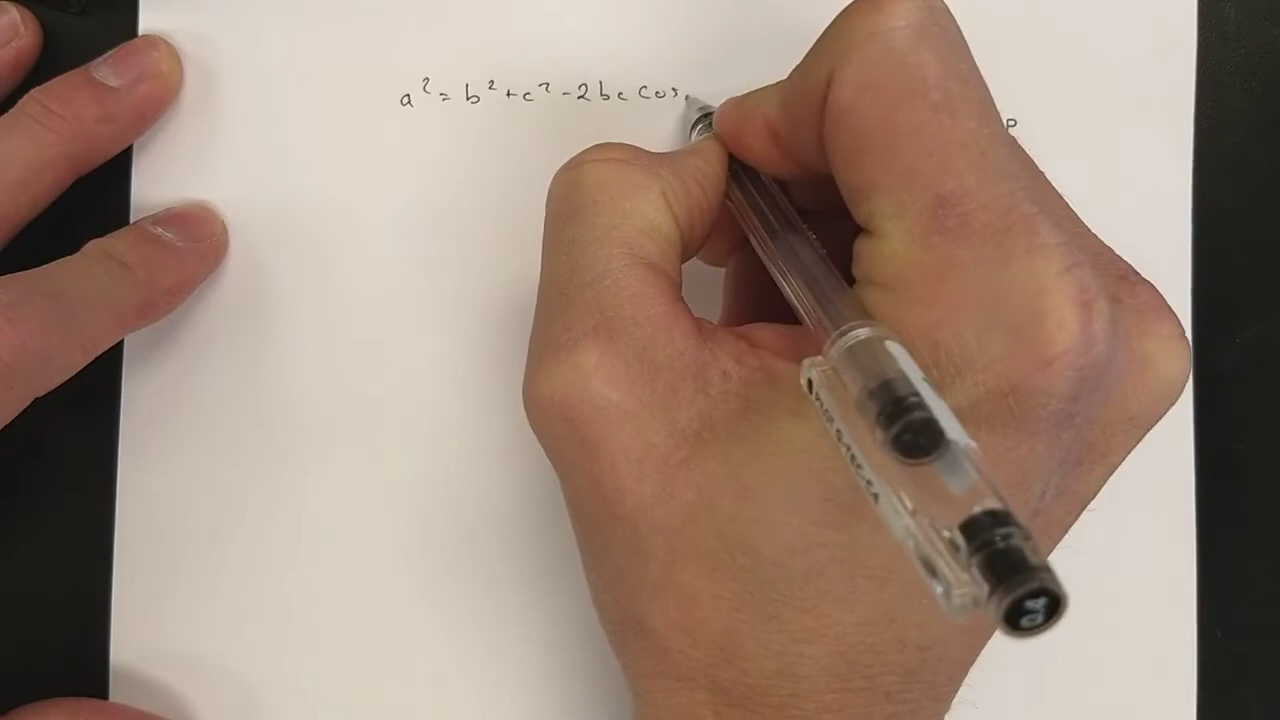 a² = b² + c² - 2bc Cos
P